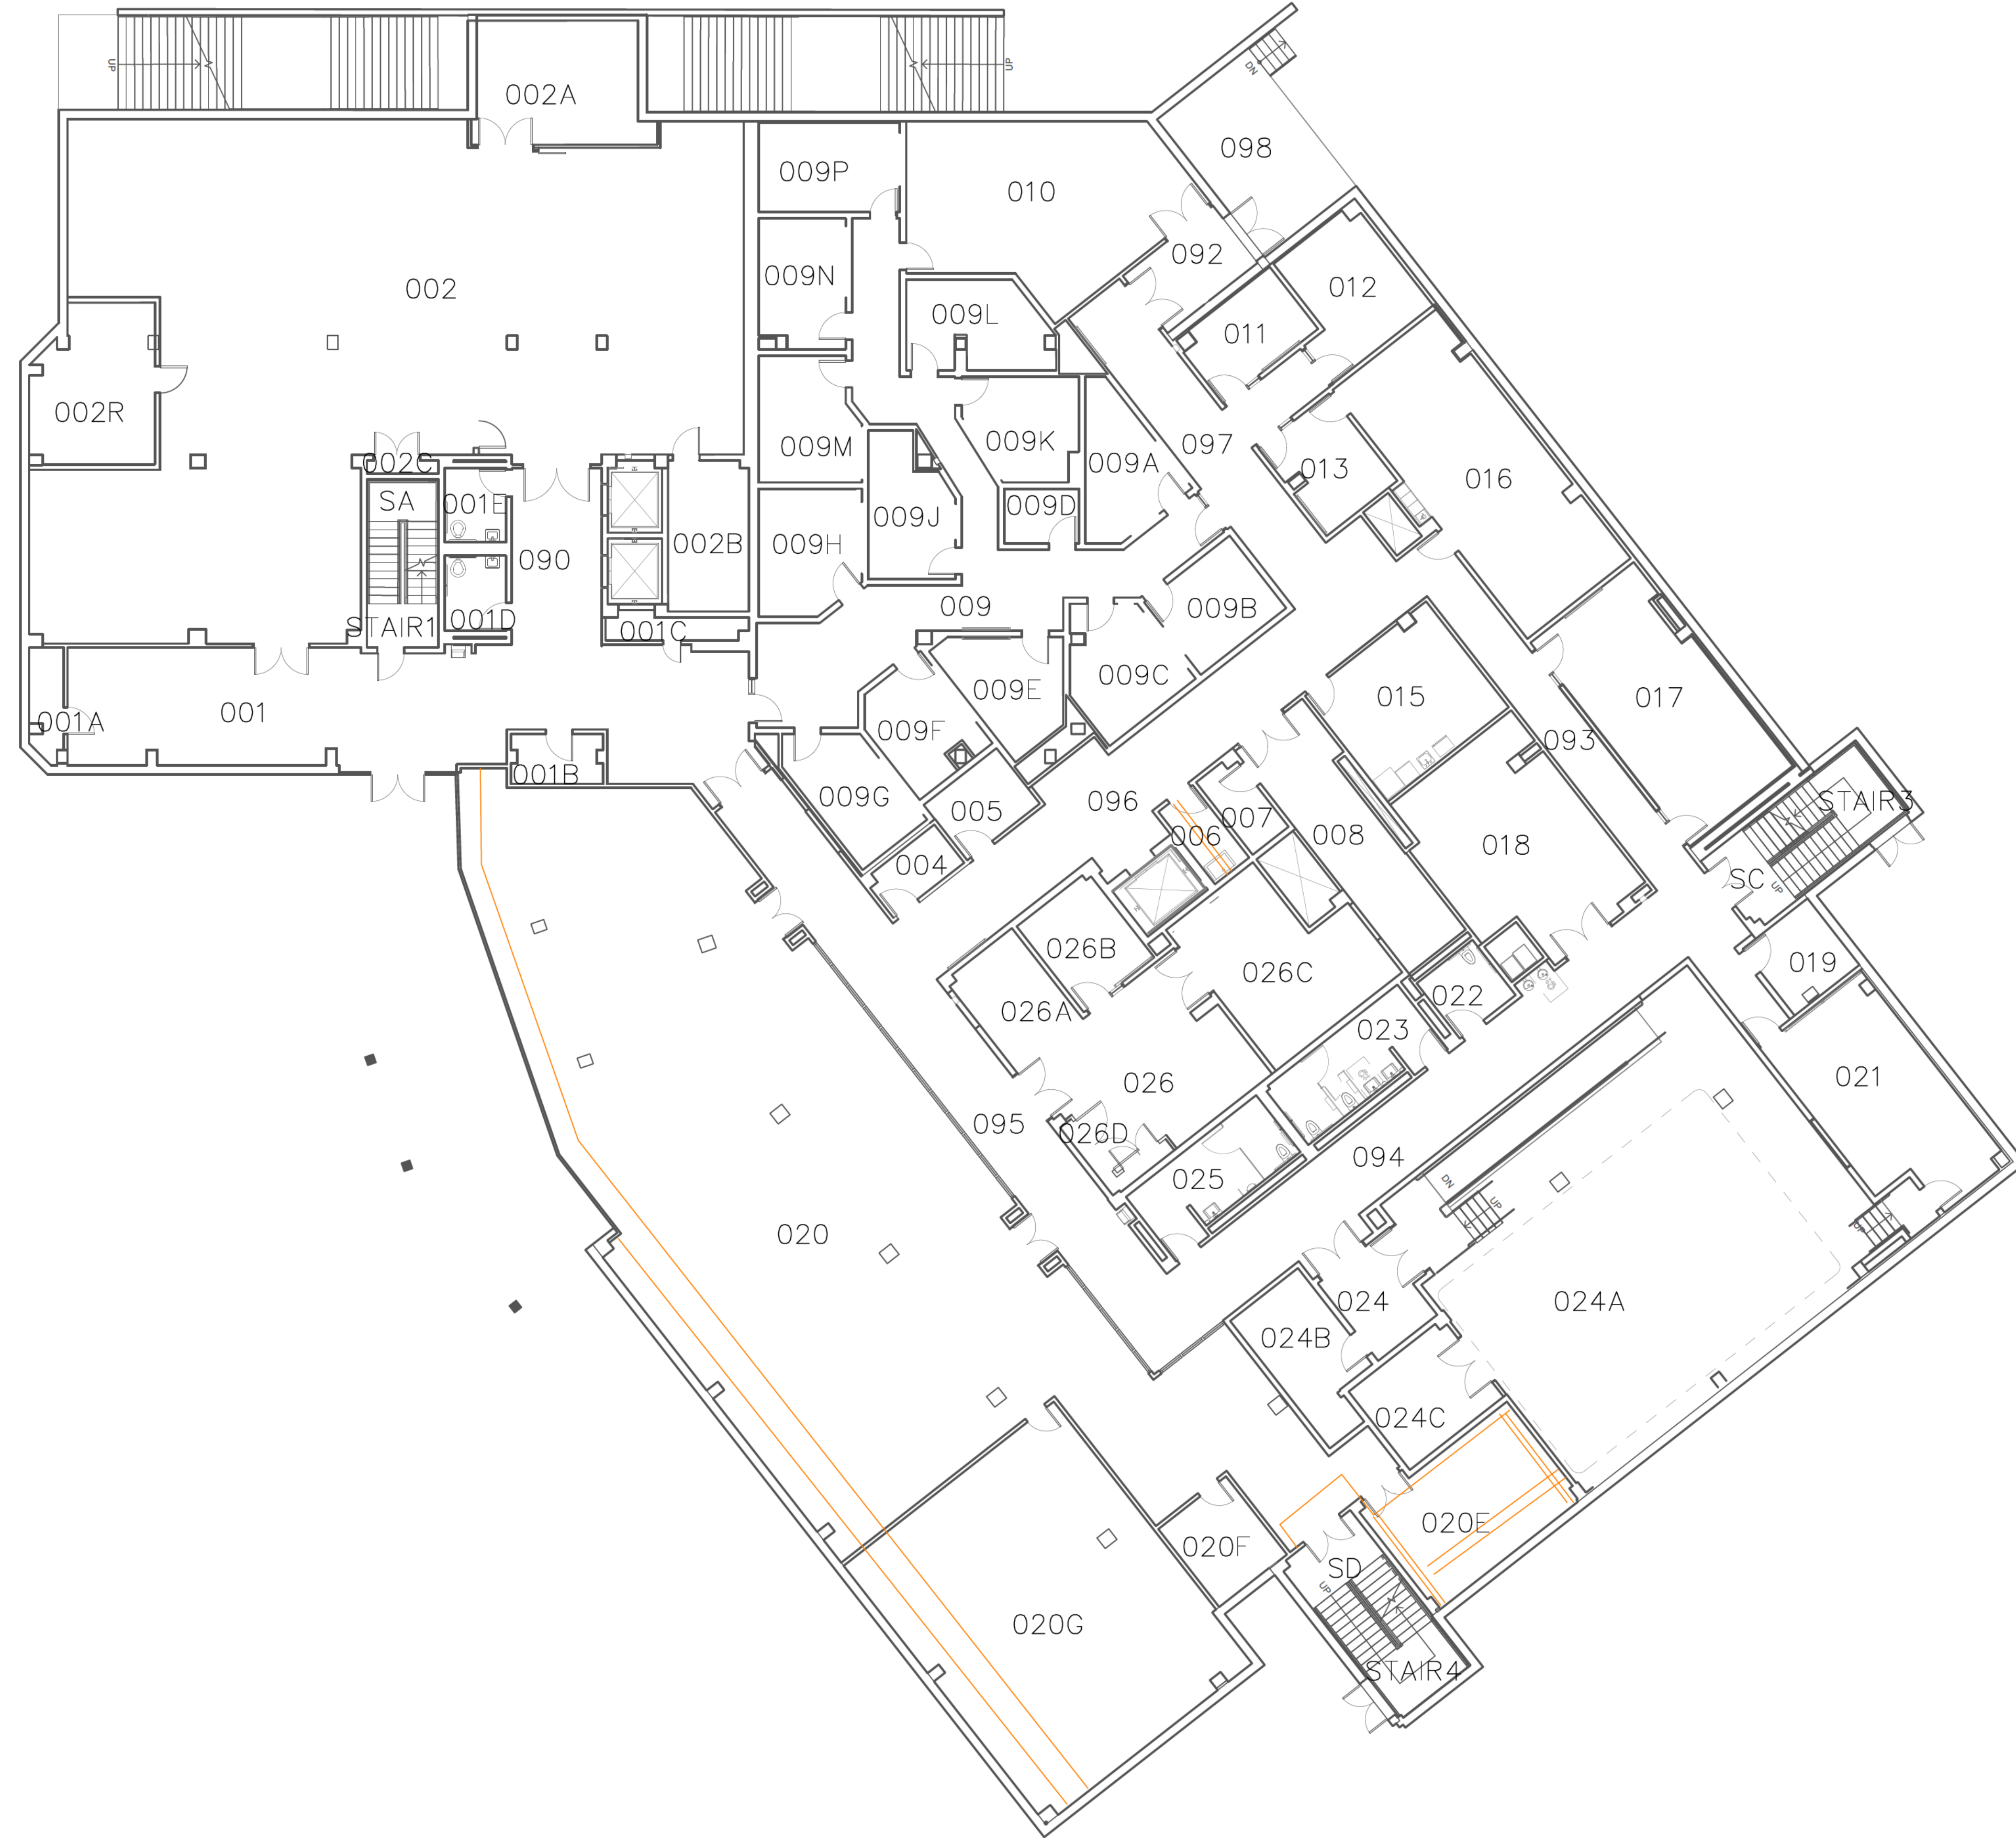 UP
UP
DN
002A
098
009P
010
092
009N
002
012
009L
011
002R
009M
009K
097
009A
002C
013
016
SA
001E
009D
009J
090
002B
009H
009
009B
001D
STAIR1
001C
009E
009C
015
017
001
001A
009F
093
001B
009G
096
STAIR3
005
006
007
008
018
004
SC
UP
026B
026C
019
022
026A
023
026
021
095
026D
094
025
DN
UP
UP
020
024
024A
024B
024C
020E
020F
SD
UP
020G
STAIR4